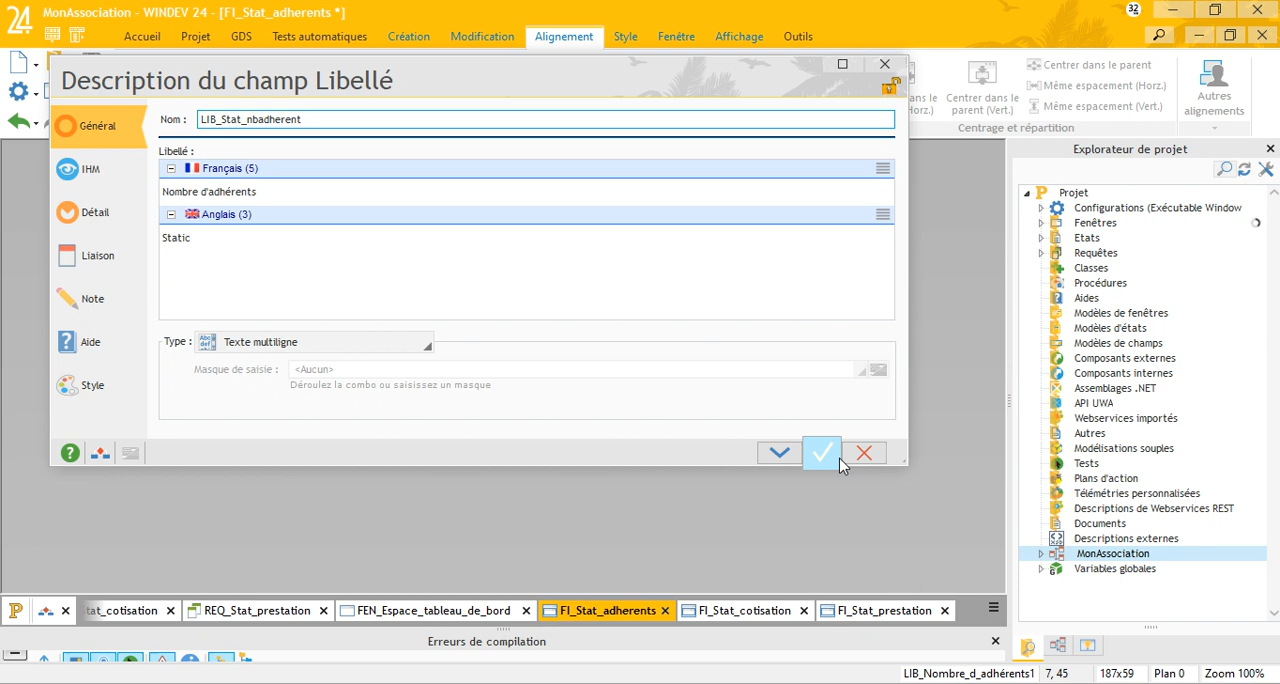 24 MonAssociation - WINDEV 24 - [FI_Stat_adherents *] 32
Accueil Projet GDS Tests automatiques Création Modification Alignement Style Fenêtre Affichage Outils
Description du champ Libellé
Général
IHM
Détail
Liaison
Note
Aide
Style
Nom : LIB_Stat_nbadherent
Libellé :
Français (5)
Nombre d'adhérents
Anglais (3)
Static
Type : Texte multiligne
Masque de saisie : <Aucun>
Déroulez la combo ou saisissez un masque
ans le
Horz.)
Centrer dans le
parent (Vert.)
Centrer dans le parent
Même espacement (Horz.)
Même espacement (Vert.)
Centrage et répartition
Autres
alignements
Explorateur de projet
Projet
Configurations (Exécutable Window
Fenêtres
Etats
Requêtes
Classes
Procédures
Aides
Modèles de fenêtres
Modèles d'états
Modèles de champs
Composants externes
Composants internes
Assemblages .NET
API UWA
Webservices importés
Autres
Modélisations souples
Tests
Plans d'action
Télémétries personnalisées
Descriptions de Webservices REST
Documents
Descriptions externes
MonAssociation
Variables globales
tat_cotisation REQ_Stat_prestation FEN_Espace_tableau_de_bord FI_Stat_adherents FI_Stat_cotisation FI_Stat_prestation
Erreurs de compilation
LIB_Nombre_d_adhérents1 7, 45 187x59 Plan 0 Zoom 100%